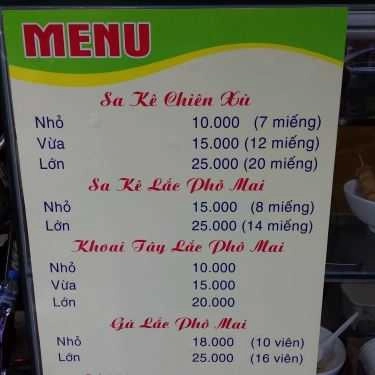 MENU
Sa Kê Chiên Xù
Nhỏ 10.000 (7 miếng)
Vừa 15.000 (12 miếng)
Lớn 25.000 (20 miếng)
Sa Kê Lắc Phô Mai
Nhỏ 15.000 (8 miếng)
Lớn 25.000 (14 miếng)
Khoai Tây Lắc Phô Mai
Nhỏ 10.000
Vừa 15.000
Lớn 20.000
Gà Lắc Phô Mai
Nhỏ 18.000 (10 viên)
Lớn 25.000 (16 viên)